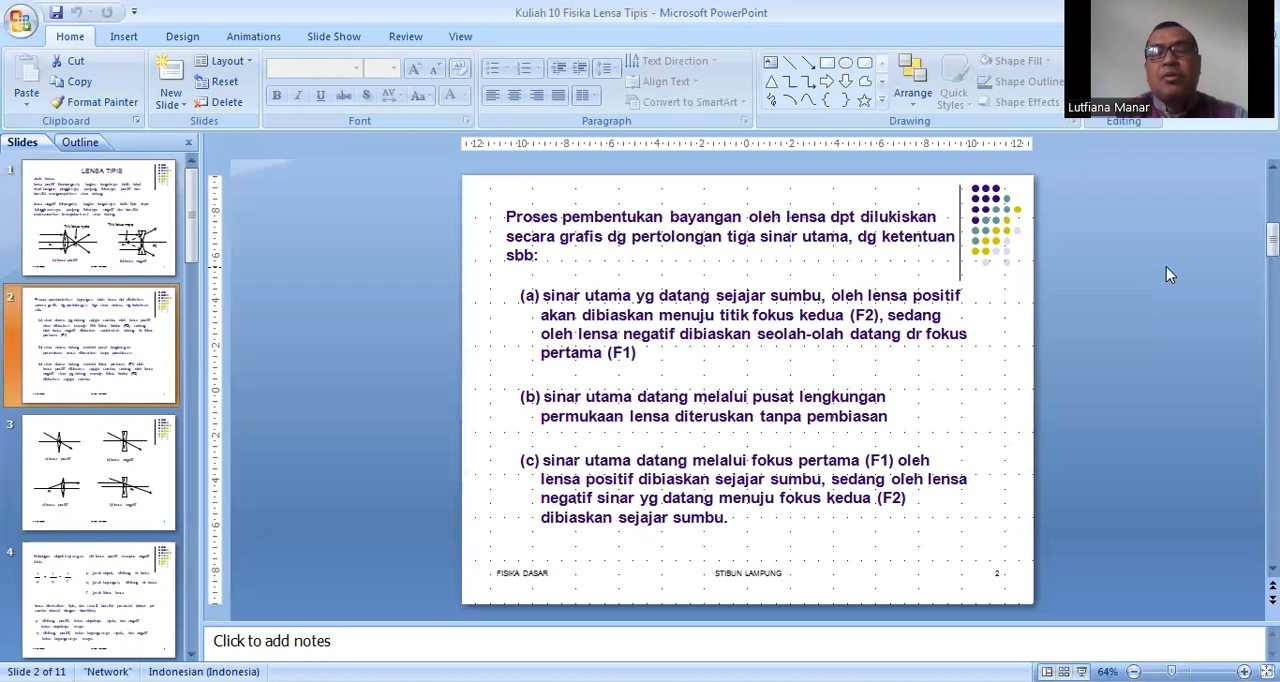 Kuliah 10 Fisika Lensa Tipis - Microsoft PowerPoint
Home Insert Design Animations Slide Show Review View
Paste
Cut
Copy
Format Painter
Clipboard
New Slide
Layout
Reset
Delete
Slides
B I U abc S AV Aa A
Font
Text Direction
Align Text
Convert to SmartArt
Paragraph
Arrange
Quick Styles
Shape Fill
Shape Outline
Shape Effects
Drawing
Editing
Lutfiana Manar
Slides Outline
1
LENSA TIPIS
2
3
4
Proses pembentukan bayangan oleh lensa dpt dilukiskan
secara grafis dg pertolongan tiga sinar utama, dg ketentuan
sbb:
(a) sinar utama yg datang sejajar sumbu, oleh lensa positif
akan dibiaskan menuju titik fokus kedua (F2), sedang
oleh lensa negatif dibiaskan seolah-olah datang dr fokus
pertama (F1)
(b) sinar utama datang melalui pusat lengkungan
permukaan lensa diteruskan tanpa pembiasan
(c) sinar utama datang melalui fokus pertama (F1) oleh
lensa positif dibiaskan sejajar sumbu, sedang oleh lensa
negatif sinar yg datang menuju fokus kedua (F2)
dibiaskan sejajar sumbu.
FISIKA DASAR STIBUN LAMPUNG 2
Click to add notes
Slide 2 of 11 "Network" Indonesian (Indonesia) 64%